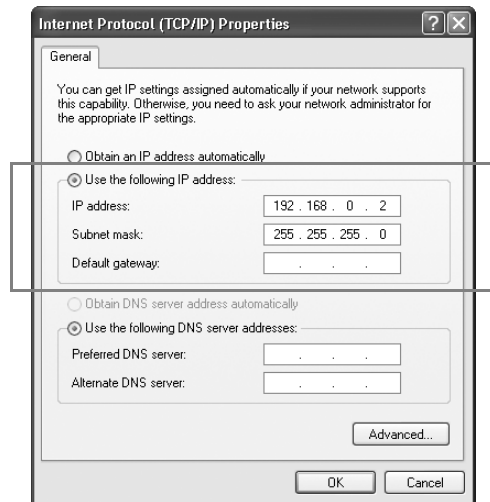 Internet Protocol (TCP/IP) Properties
General
You can get IP settings assigned automatically if your network supports
this capability. Otherwise, you need to ask your network administrator for
the appropriate IP settings.
Obtain an IP address automatically
Use the following IP address:
IP address: 192 . 168 . 0 . 2
Subnet mask: 255 . 255 . 255 . 0
Default gateway: . . .
Obtain DNS server address automatically
Use the following DNS server addresses:
Preferred DNS server: . . .
Alternate DNS server: . . .
Advanced...
OK Cancel